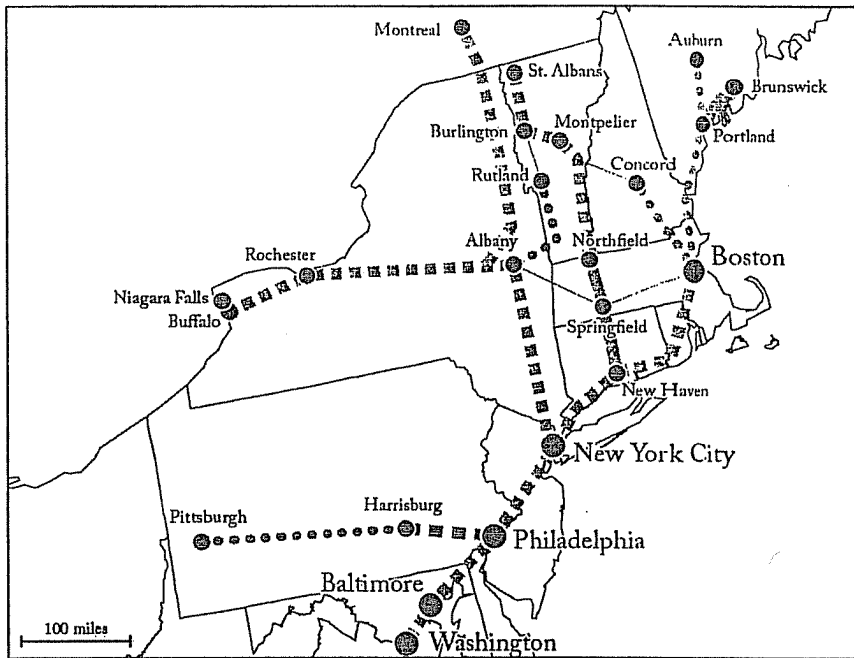 Montreal
Auburn
St. Albans
Brunswick
Burlington
Montpelier
Portland
Rutland
Concord
Albany
Northfield
Rochester
Boston
Niagara Falls
Buffalo
Springfield
New Haven
New York City
Harrisburg
Pittsburgh
Philadelphia
Baltimore
100 miles
Washington